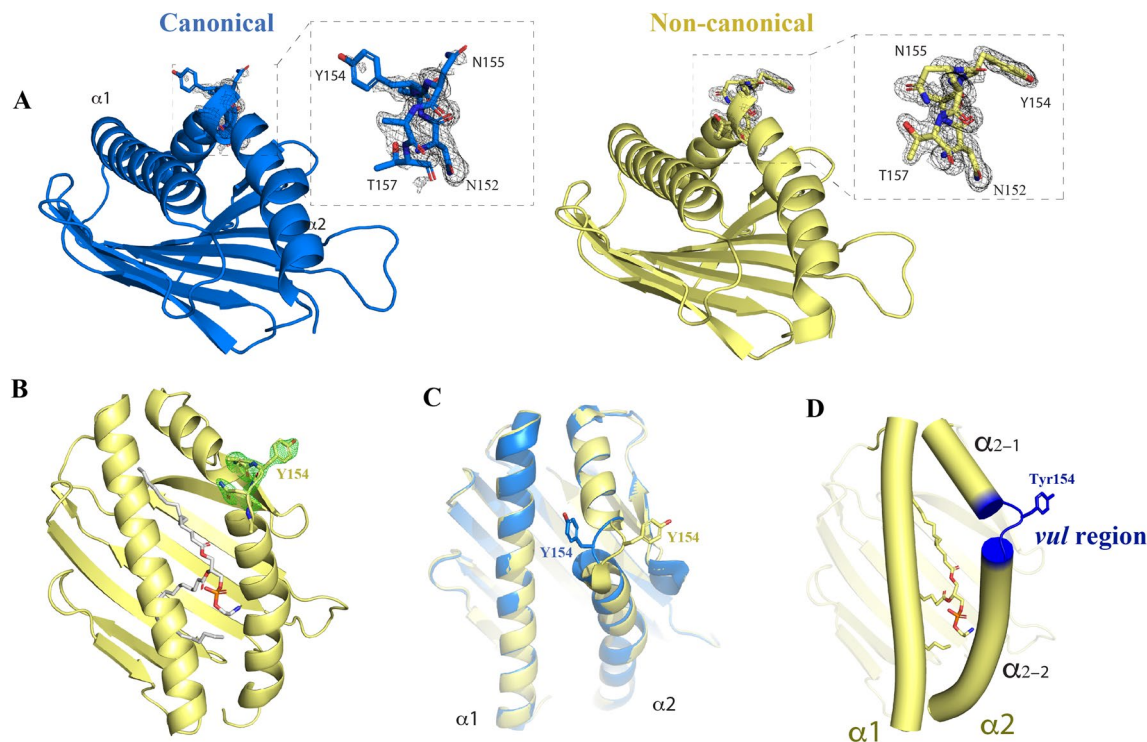 Canonical
Non-canonical
A
α1
Y154
N155
T157
N152
α2
N155
Y154
T157
N152
B
Y154
C
Y154
Y154
α1
α2
D
α2–1
Tyr154
vul region
α2–2
α1
α2